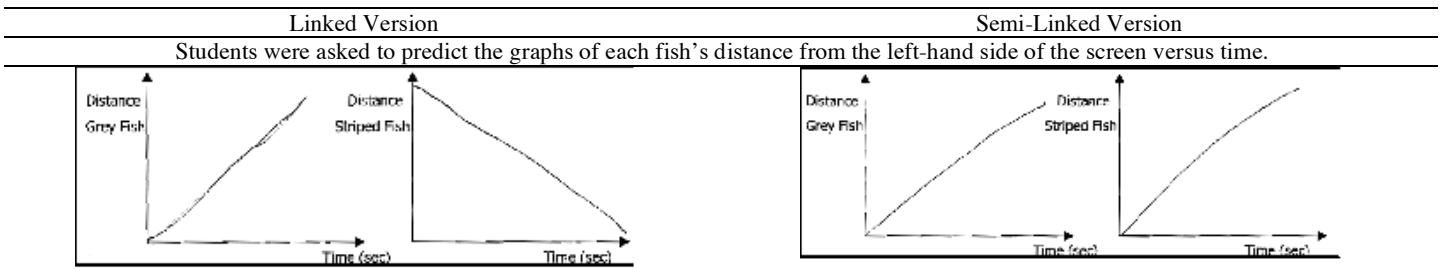 Linked Version
Semi-Linked Version
Students were asked to predict the graphs of each fish's distance from the left-hand side of the screen versus time.
Distance
Grey Fish
Time (sec)
Distance
Striped Fish
Time (sec)
Distance
Grey Fish
Time (sec)
Distance
Striped Fish
Time (sec)